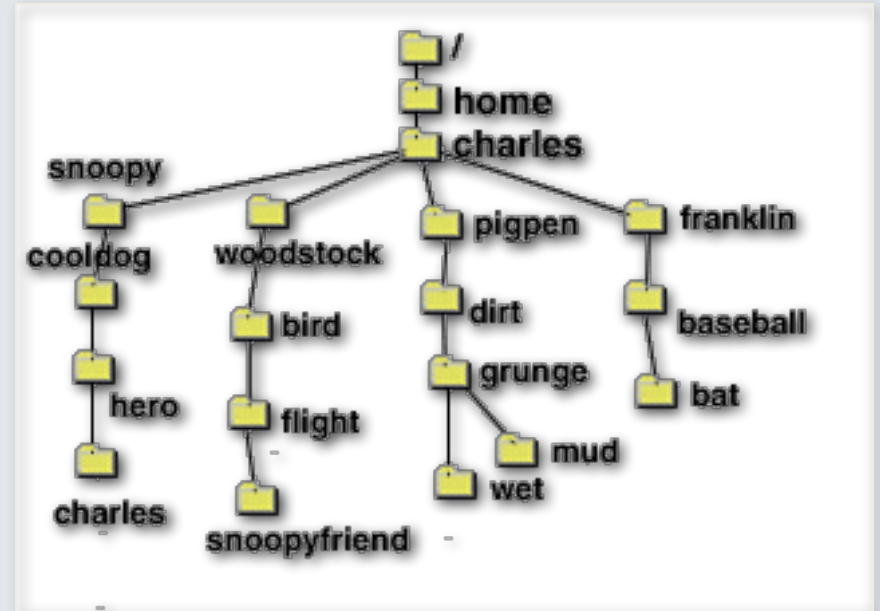 /
home
charles
snoopy
cooldog
hero
charles
woodstock
bird
flight
snoopyfriend
pigpen
dirt
grunge
mud
wet
franklin
baseball
bat